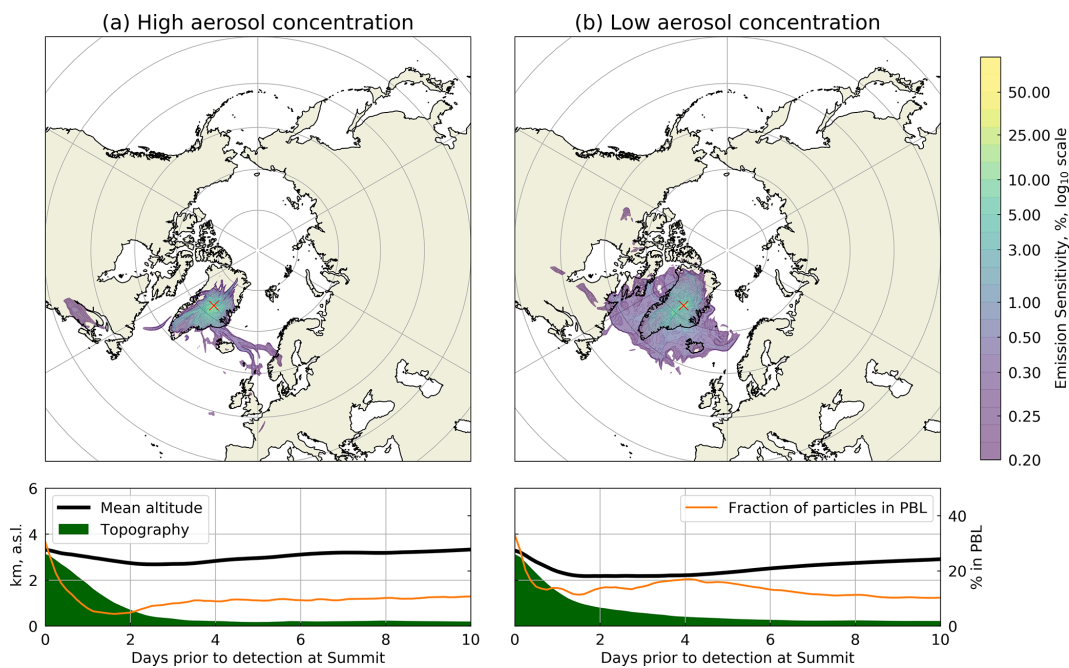 (a) High aerosol concentration
(b) Low aerosol concentration
50.00
25.00
10.00
5.00
3.00
1.00
0.50
0.30
0.25
0.20
Emission Sensitivity, %, log₁₀ scale
6
4
2
0
km, a.s.l.
Mean altitude
Topography
0 2 4 6 8 10
Days prior to detection at Summit
Fraction of particles in PBL
40
20
0
% in PBL
0 2 4 6 8 10
Days prior to detection at Summit